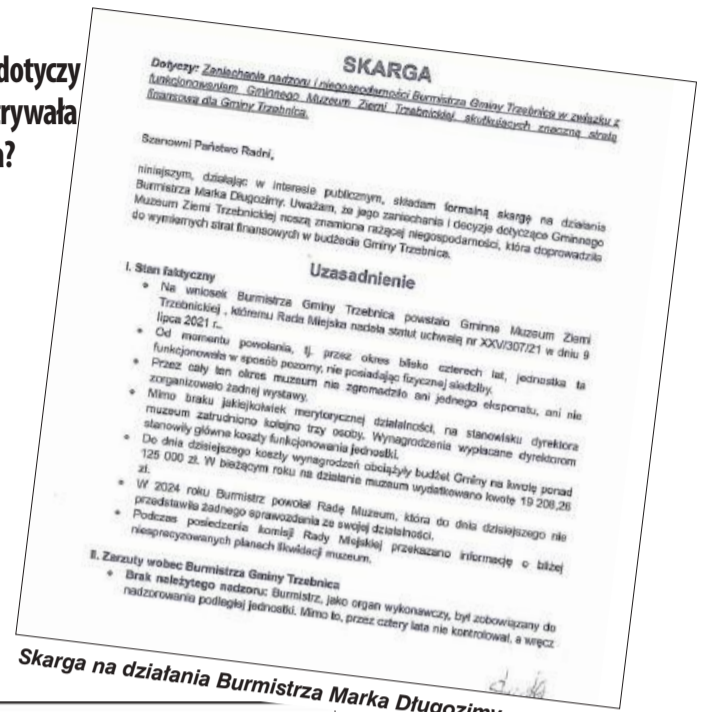 dotyczy
rywała
?
SKARGA
Dotyczy: Zaniechania nadzoru i niegospodarności Burmistrza Gminy Trzebnica w związku z
funkcjonowaniem Gminnego Muzeum Ziemi Trzebnickiej, skutkujących znaczną stratą
finansową dla Gminy Trzebnica.
Szanowni Państwo Radni,
niniejszym, działając w interesie publicznym, składam formalną skargę na działania
Burmistrza Marka Długozimy. Uważam, że jego zaniechania i decyzje dotyczące Gminnego
Muzeum Ziemi Trzebnickiej noszą znamiona rażącej niegospodarności, która doprowadziła
do wymiernych strat finansowych w budżecie Gminy Trzebnica.
Uzasadnienie
I. Stan faktyczny
• Na wniosek Burmistrza Gminy Trzebnica powstało Gminne Muzeum Ziemi
Trzebnickiej , któremu Rada Miejska nadała statut uchwałą nr XXV/307/21 w dniu 9
lipca 2021 r..
• Od momentu powołania, tj. przez okres blisko czterech lat, jednostka ta
funkcjonowała w sposób pozorny, nie posiadając fizycznej siedziby.
• Przez cały ten okres muzeum nie zgromadziło ani jednego eksponatu, ani nie
zorganizowało żadnej wystawy.
• Mimo braku jakiejkolwiek merytorycznej działalności, na stanowisku dyrektora
muzeum zatrudniono kolejno trzy osoby. Wynagrodzenia wypłacane dyrektorom
stanowiły główne koszty funkcjonowania jednostki.
• Do dnia dzisiejszego koszty wynagrodzeń obciążyły budżet Gminy na kwotę ponad
125 000 zł. W bieżącym roku na działanie muzeum wydatkowano kwotę 19 208,26
zł.
• W 2024 roku Burmistrz powołał Radę Muzeum, która do dnia dzisiejszego nie
przedstawiła żadnego sprawozdania ze swojej działalności.
• Podczas posiedzenia komisji Rady Miejskiej przekazano informację o bliżej
niesprecyzowanych planach likwidacji muzeum.
II. Zarzuty wobec Burmistrza Gminy Trzebnica
• Brak należytego nadzoru: Burmistrz, jako organ wykonawczy, był zobowiązany do
nadzorowania podległej jednostki. Mimo to, przez cztery lata nie kontrolował, a wręcz
Skarga na działania Burmistrza Marka Długozimy